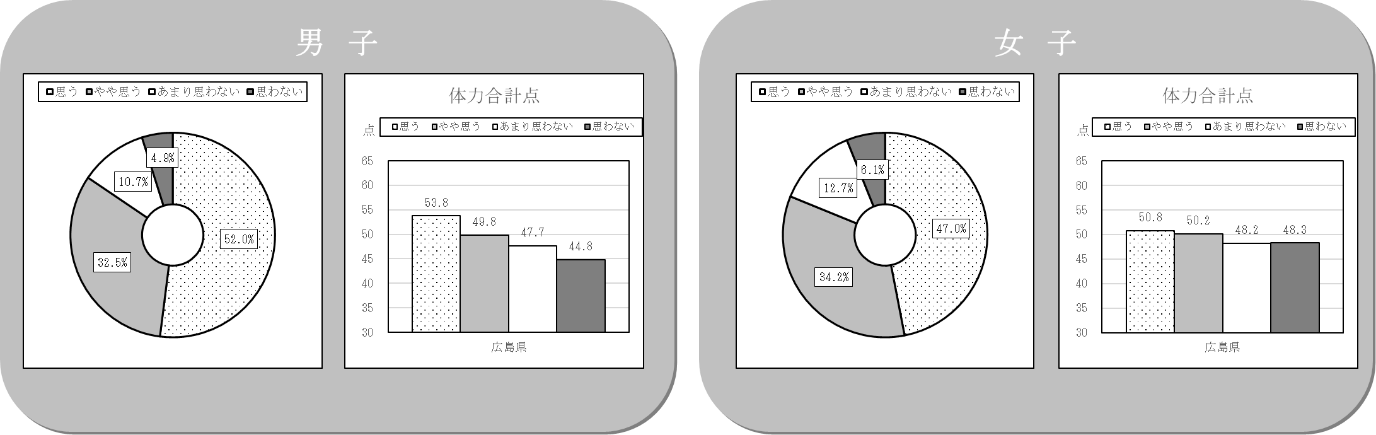 男 子
思う やや思う あまり思わない 思わない
4.8%
10.7%
52.0%
32.5%
体力合計点
点
思う やや思う あまり思わない 思わない
65
60
55
50
45
40
35
30
53.8
49.8
47.7
44.8
広島県
女 子
思う やや思う あまり思わない 思わない
6.1%
12.7%
47.0%
34.2%
体力合計点
点
思う やや思う あまり思わない 思わない
65
60
55
50
45
40
35
30
50.8
50.2
48.2
48.3
広島県